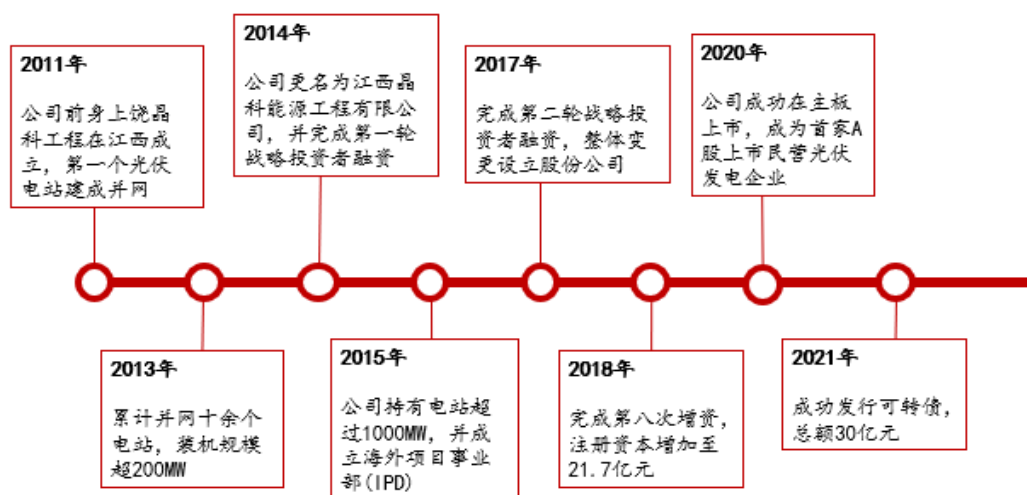 2011年
公司前身上饶晶
科工程在江西成
立，第一个光伏
电站建成并网
2013年
累计并网十余个
电站，装机规模
超200MW
2014年
公司更名为江西晶
科能源工程有限公
司，并完成第一轮
战略投资者融资
2015年
公司持有电站超
过1000MW，并成
立海外项目事业
部(IPD)
2017年
完成第二轮战略投
资者融资，整体变
更设立股份公司
2018年
完成第八次增资，
注册资本增加至
21.7亿元
2020年
公司成功在主板
上市，成为首家A
股上市民营光伏
发电企业
2021年
成功发行可转债，
总额30亿元